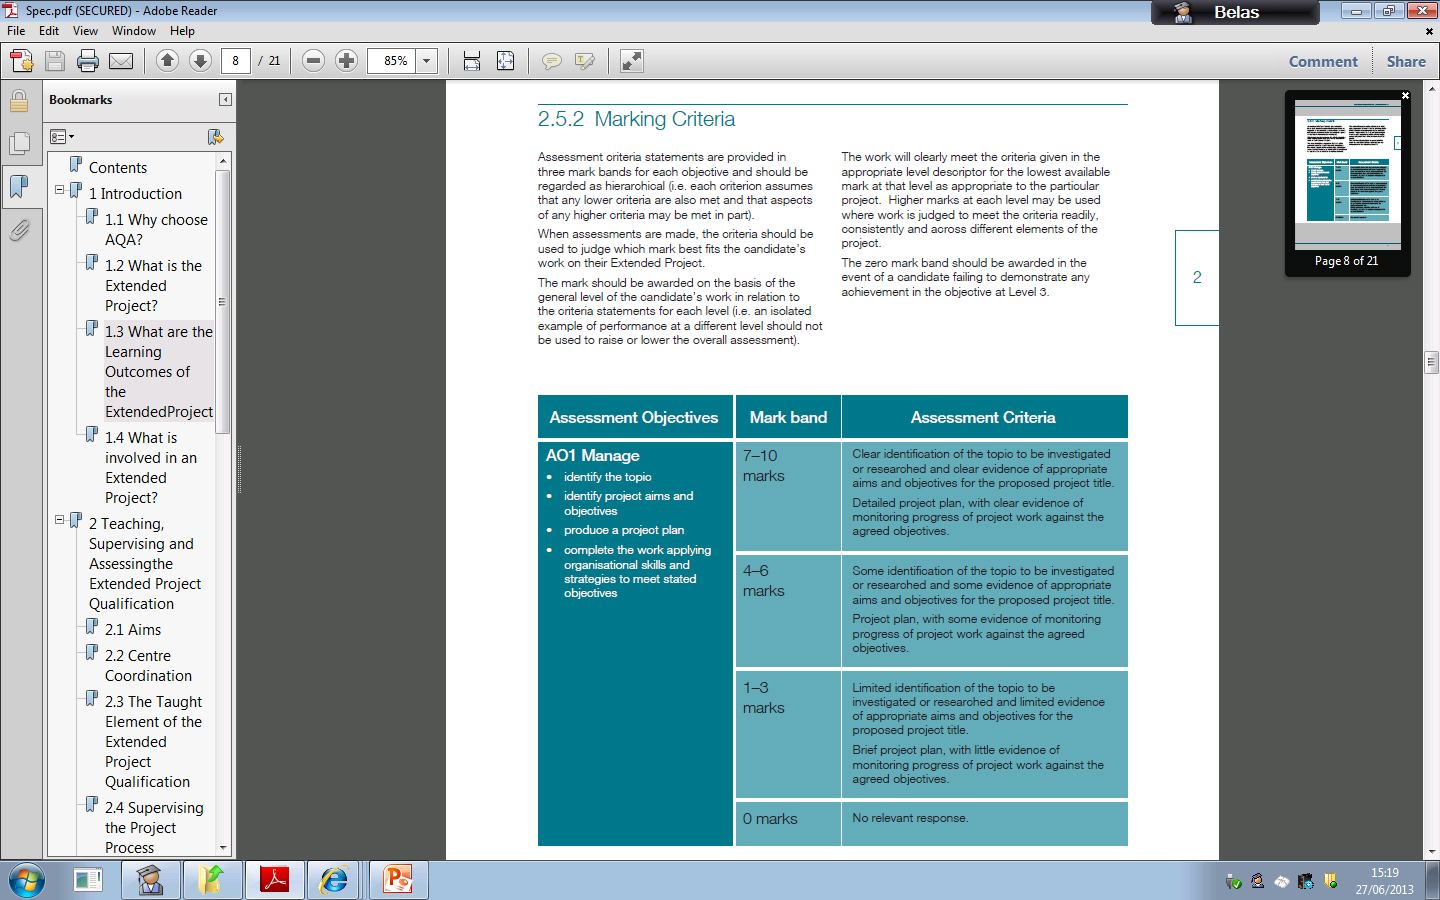 Spec.pdf (SECURED) - Adobe Reader
Belas
File Edit View Window Help
8 / 21
85%
Comment
Share
Bookmarks
Contents
1 Introduction
1.1 Why choose
AQA?
1.2 What is the
Extended
Project?
1.3 What are the
Learning
Outcomes of
the
ExtendedProject
1.4 What is
involved in an
Extended
Project?
2 Teaching,
Supervising and
Assessingthe
Extended Project
Qualification
2.1 Aims
2.2 Centre
Coordination
2.3 The Taught
Element of the
Extended
Project
Qualification
2.4 Supervising
the Project
Process
2.5.2 Marking Criteria
Assessment criteria statements are provided in
three mark bands for each objective and should be
regarded as hierarchical (i.e. each criterion assumes
that any lower criteria are also met and that aspects
of any higher criteria may be met in part).
When assessments are made, the criteria should be
used to judge which mark best fits the candidate's
work on their Extended Project.
The mark should be awarded on the basis of the
general level of the candidate's work in relation to
the criteria statements for each level (i.e. an isolated
example of performance at a different level should not
be used to raise or lower the overall assessment).
The work will clearly meet the criteria given in the
appropriate level descriptor for the lowest available
mark at that level as appropriate to the particular
project. Higher marks at each level may be used
where work is judged to meet the criteria readily,
consistently and across different elements of the
project.
The zero mark band should be awarded in the
event of a candidate failing to demonstrate any
achievement in the objective at Level 3.
2
Page 8 of 21
Assessment Objectives
Mark band
Assessment Criteria
AO1 Manage
• identify the topic
• identify project aims and
objectives
• produce a project plan
• complete the work applying
organisational skills and
strategies to meet stated
objectives
7–10
marks
Clear identification of the topic to be investigated
or researched and clear evidence of appropriate
aims and objectives for the proposed project title.
Detailed project plan, with clear evidence of
monitoring progress of project work against the
agreed objectives.
4–6
marks
Some identification of the topic to be investigated
or researched and some evidence of appropriate
aims and objectives for the proposed project title.
Project plan, with some evidence of monitoring
progress of project work against the agreed
objectives.
1–3
marks
Limited identification of the topic to be
investigated or researched and limited evidence
of appropriate aims and objectives for the
proposed project title.
Brief project plan, with little evidence of
monitoring progress of project work against the
agreed objectives.
0 marks
No relevant response.
15:19
27/06/2013